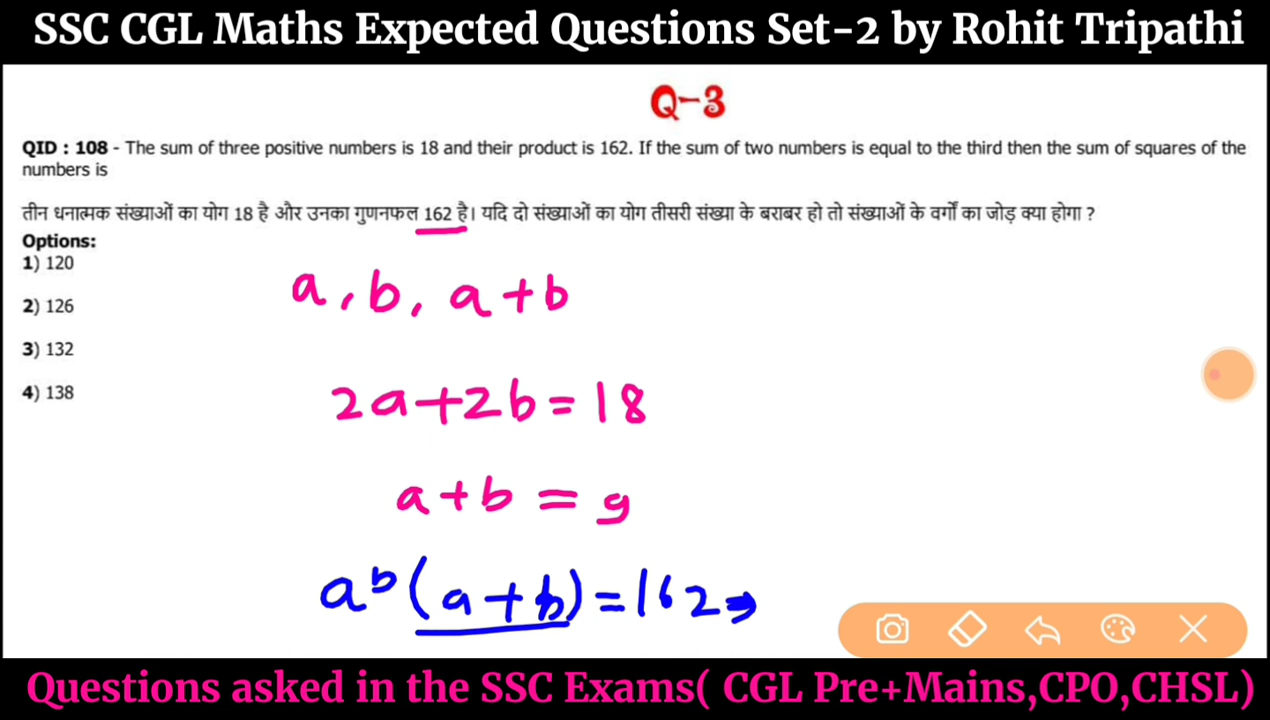 SSC CGL Maths Expected Questions Set-2 by Rohit Tripathi
Q-3
QID : 108 - The sum of three positive numbers is 18 and their product is 162. If the sum of two numbers is equal to the third then the sum of squares of the
numbers is
तीन धनात्मक संख्याओं का योग 18 है और उनका गुणनफल 162 है। यदि दो संख्याओं का योग तीसरी संख्या के बराबर हो तो संख्याओं के वर्गों का जोड़ क्या होगा ?
Options:
1) 120
2) 126
3) 132
4) 138
a, b, a+b
2a+2b=18
a+b=9
ab(a+b)=162
Questions asked in the SSC Exams( CGL Pre+Mains,CPO,CHSL)